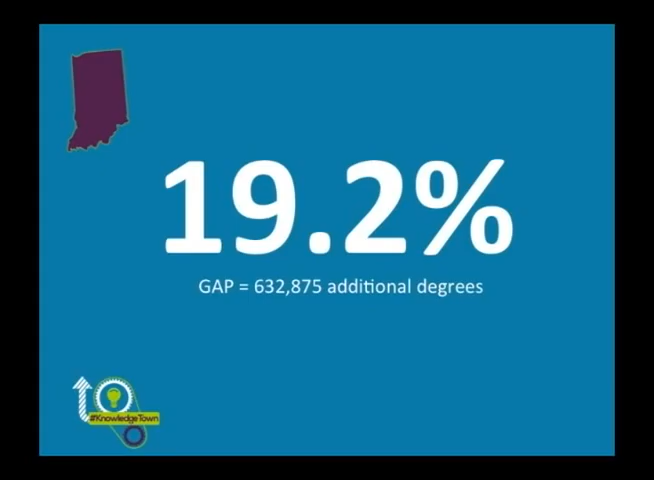 19.2%
GAP = 632,875 additional degrees
#KnowledgeTown